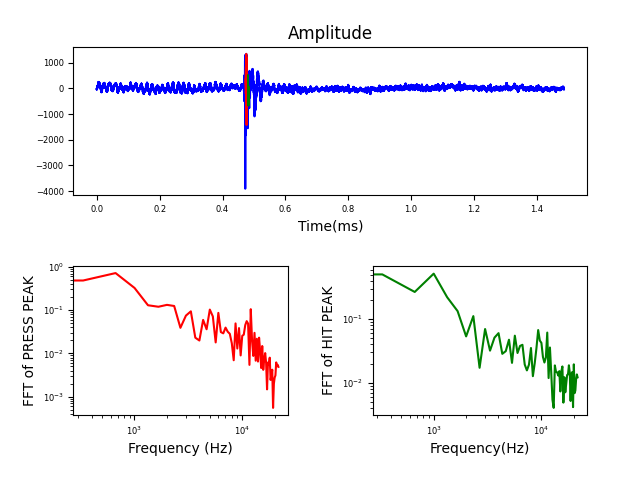 Amplitude
1000
0
−1000
−2000
−3000
−4000
0.0 0.2 0.4 0.6 0.8 1.0 1.2 1.4
Time(ms)
FFT of PRESS PEAK
10⁰
10⁻¹
10⁻²
10⁻³
10³ 10⁴
Frequency (Hz)
FFT of HIT PEAK
10⁻¹
10⁻²
10³ 10⁴
Frequency(Hz)